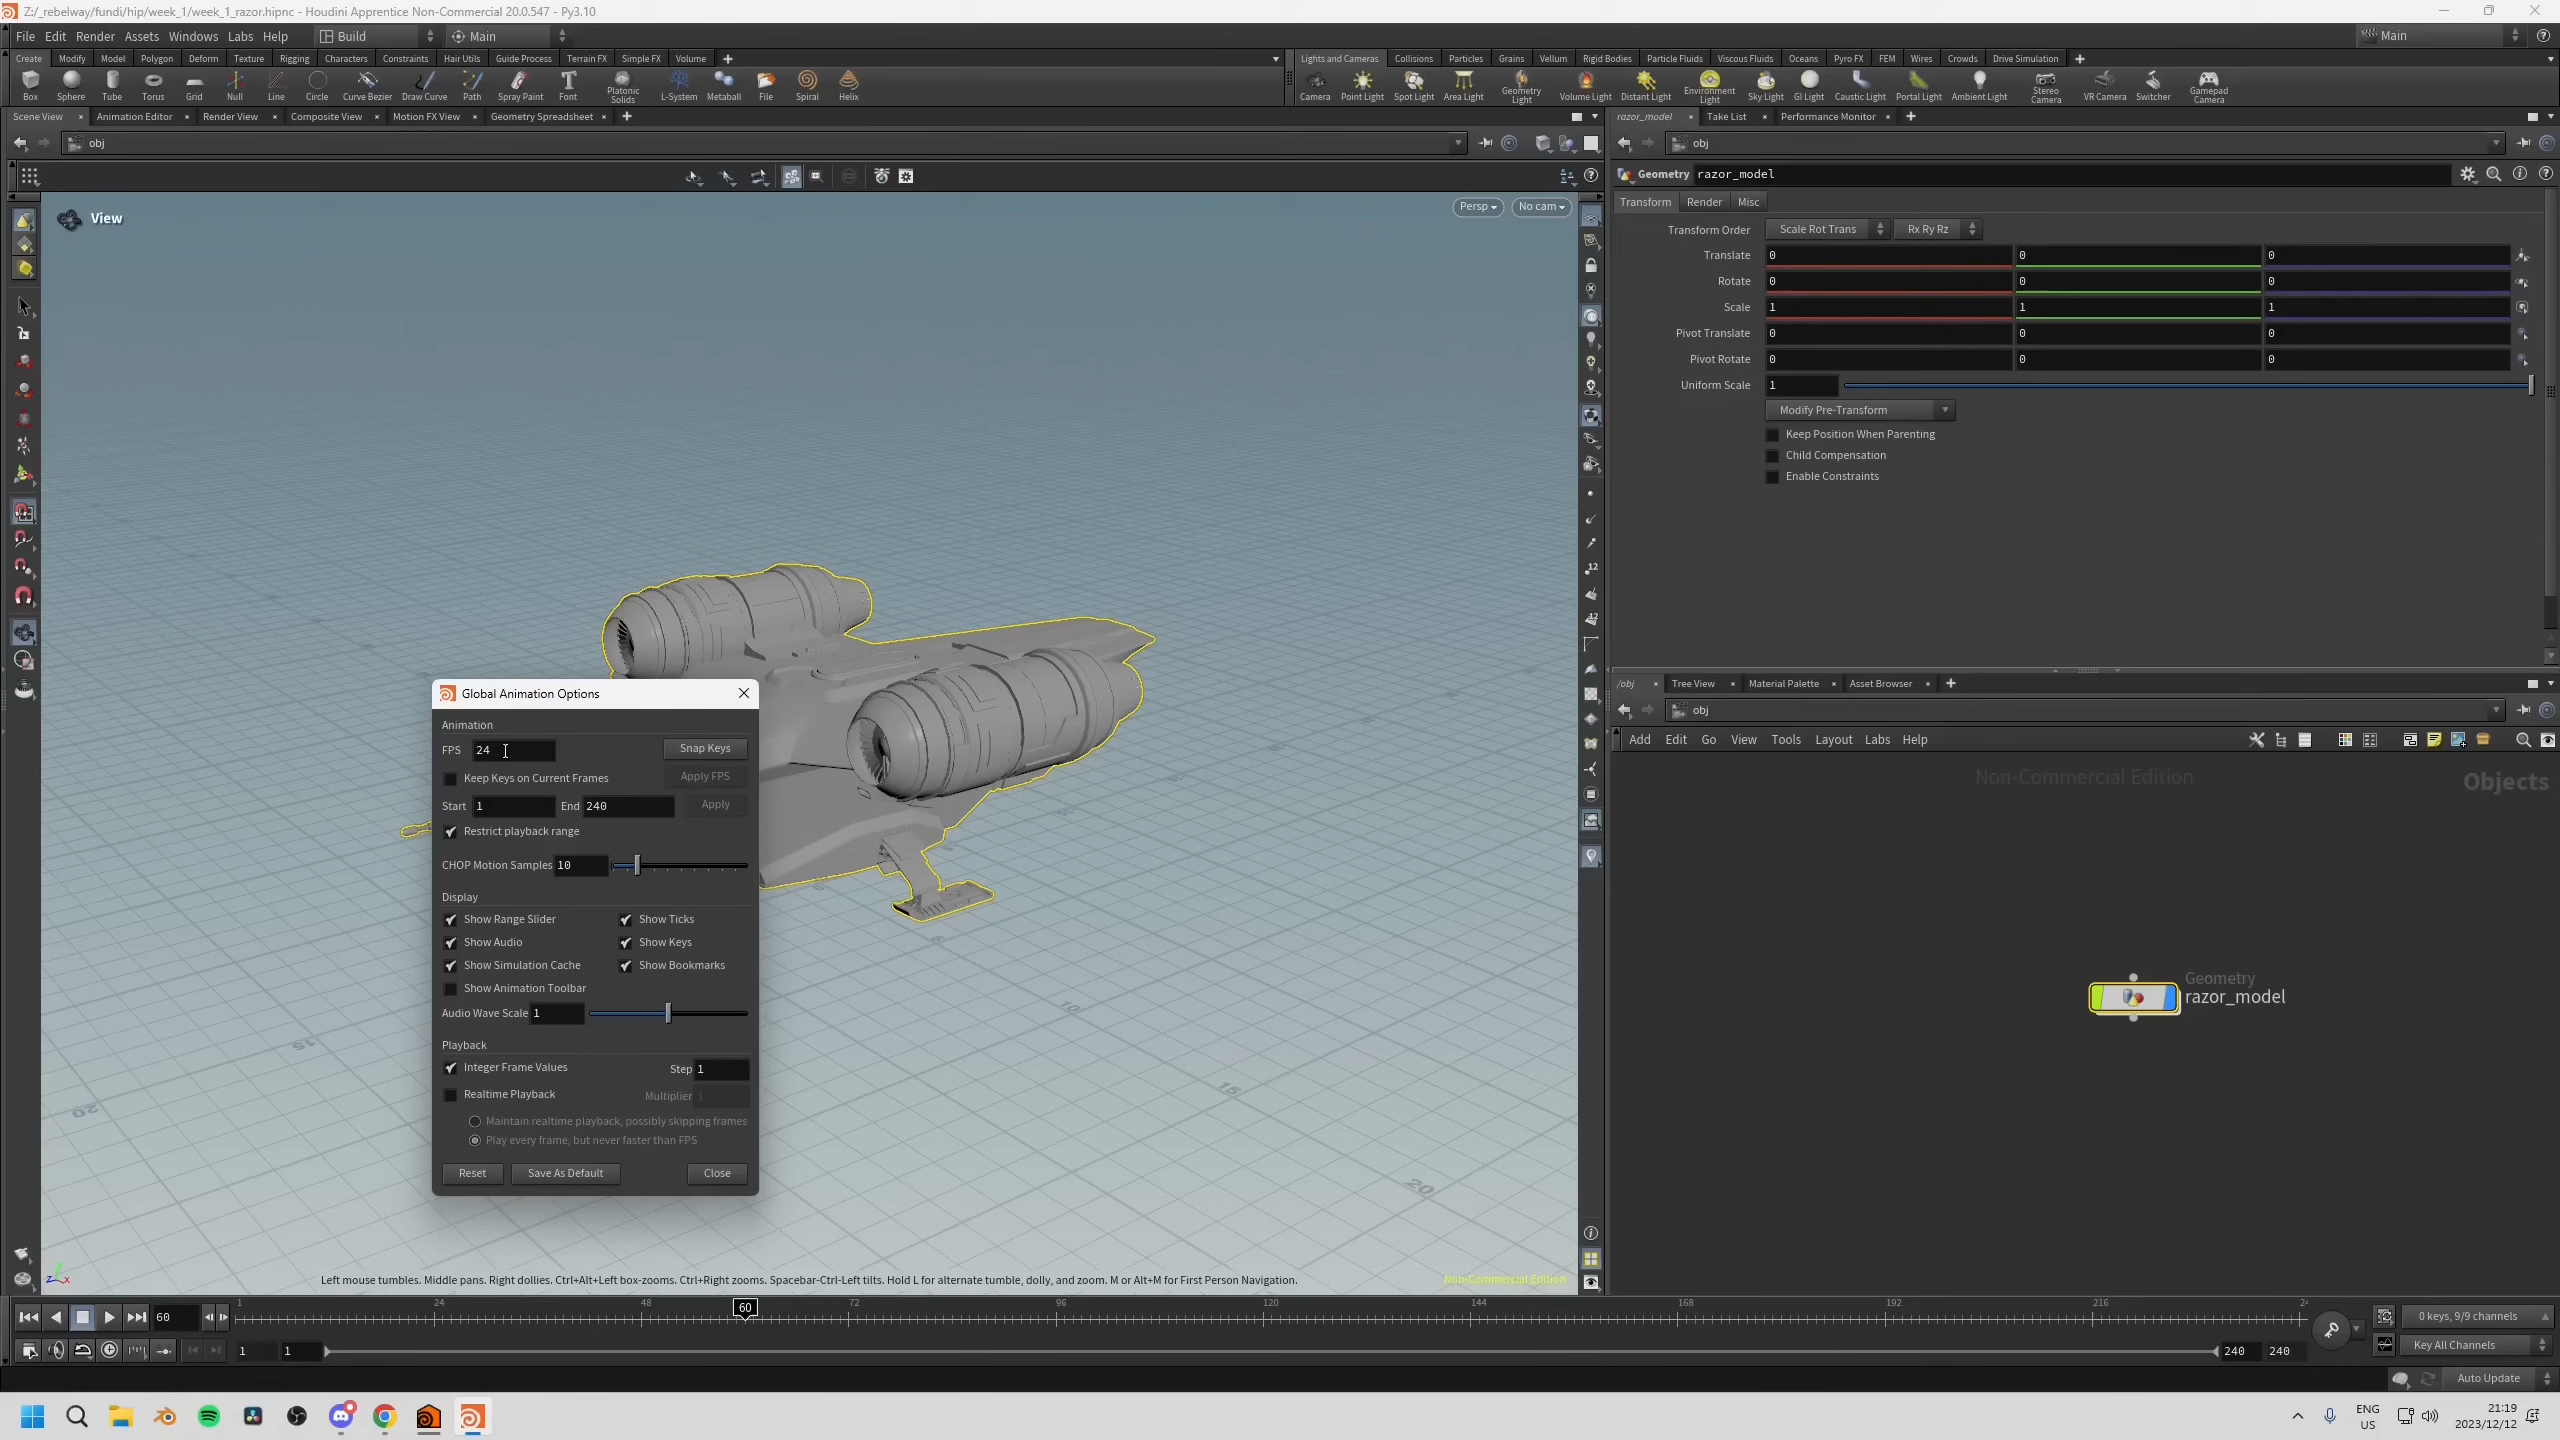 Z:/_rebelway/fundi/hip/week_1/week_1_razor.hipnc - Houdini Apprentice Non-Commercial 20.0.547 - Py3.10
File Edit Render Assets Windows Labs Help Build Main Main
Create Modify Model Polygon Deform Texture Rigging Characters Constraints Hair Utils Guide Process Terrain FX Simple FX Volume
Lights and Cameras Collisions Particles Grains Vellum Rigid Bodies Particle Fluids Viscous Fluids Oceans Pyro FX FEM Wires Crowds Drive Simulation
Box Sphere Tube Torus Grid Null Line Circle Curve Bezier Draw Curve Path Spray Paint Font Platonic Solids L-System Metaball File Spiral Helix
Camera Point Light Spot Light Area Light Geometry Light Volume Light Distant Light Environment Light Sky Light GI Light Caustic Light Portal Light Ambient Light Stereo Camera VR Camera Switcher Gamepad Camera
Scene View Animation Editor Render View Composite View Motion FX View Geometry Spreadsheet
razor_model Take List Performance Monitor
obj
obj
Geometry razor_model
View
Persp No cam
Transform Render Misc
Transform Order Scale Rot Trans Rx Ry Rz
Translate 0 0 0
Rotate 0 0 0
Scale 1 1 1
Pivot Translate 0 0 0
Pivot Rotate 0 0 0
Uniform Scale 1
Modify Pre-Transform
Keep Position When Parenting
Child Compensation
Enable Constraints
Global Animation Options
Animation
FPS 24 Snap Keys
Keep Keys on Current Frames Apply FPS
Start 1 End 240 Apply
Restrict playback range
CHOP Motion Samples 10
Display
Show Range Slider Show Ticks
Show Audio Show Keys
Show Simulation Cache Show Bookmarks
Show Animation Toolbar
Audio Wave Scale 1
Playback
Integer Frame Values Step 1
Realtime Playback Multiplier 1
Maintain realtime playback, possibly skipping frames
Play every frame, but never faster than FPS
Reset Save As Default Close
/obj Tree View Material Palette Asset Browser
obj
Add Edit Go View Tools Layout Labs Help
Non-Commercial Edition Objects
Geometry
razor_model
12
12
15
20
10
15
20
5
Left mouse tumbles. Middle pans. Right dollies. Ctrl+Alt+Left box-zooms. Ctrl+Right zooms. Spacebar-Ctrl-Left tilts. Hold L for alternate tumble, dolly, and zoom. M or Alt+M for First Person Navigation.
Non-Commercial Edition
z x
60 1 24 48 60 72 96 120 144 168 192 216 0 keys, 9/9 channels
1 1 240 240 Key All Channels
Auto Update
ENG
US
21:19
2023/12/12